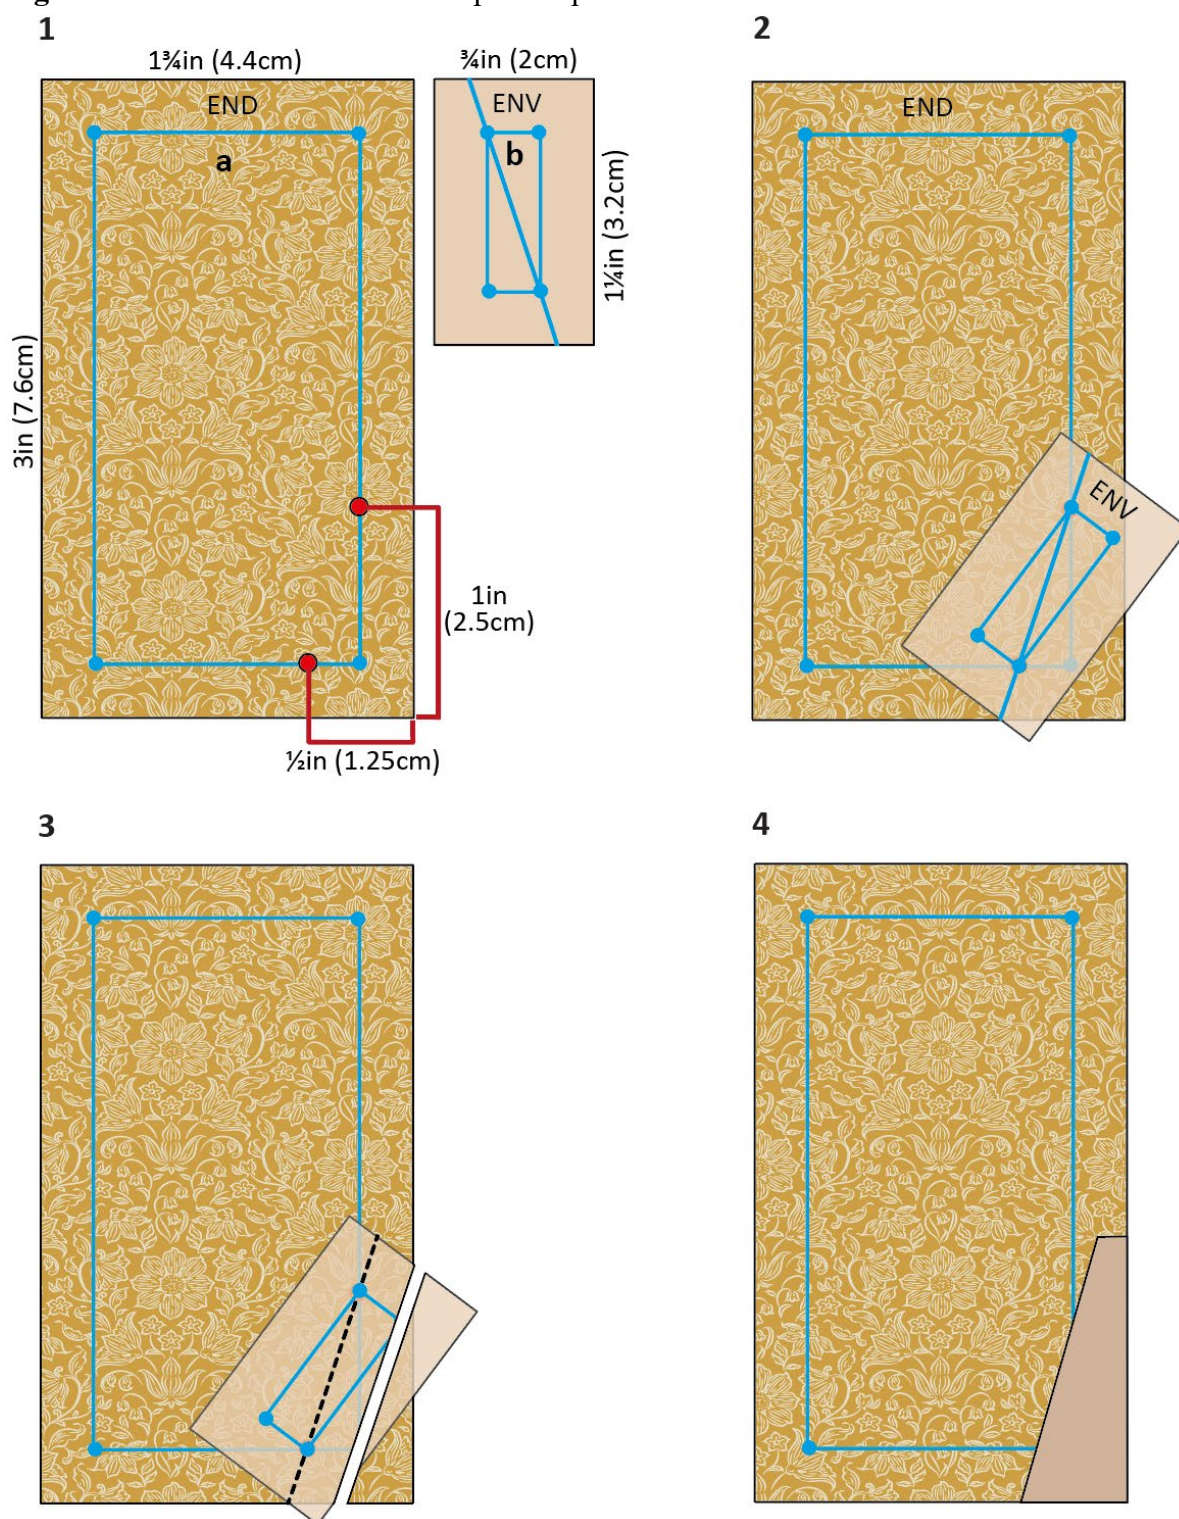 1
2
1¾in (4.4cm)
¾in (2cm)
END
ENV
END
a
b
1¼in (3.2cm)
3in (7.6cm)
ENV
1in
(2.5cm)
½in (1.25cm)
3
4